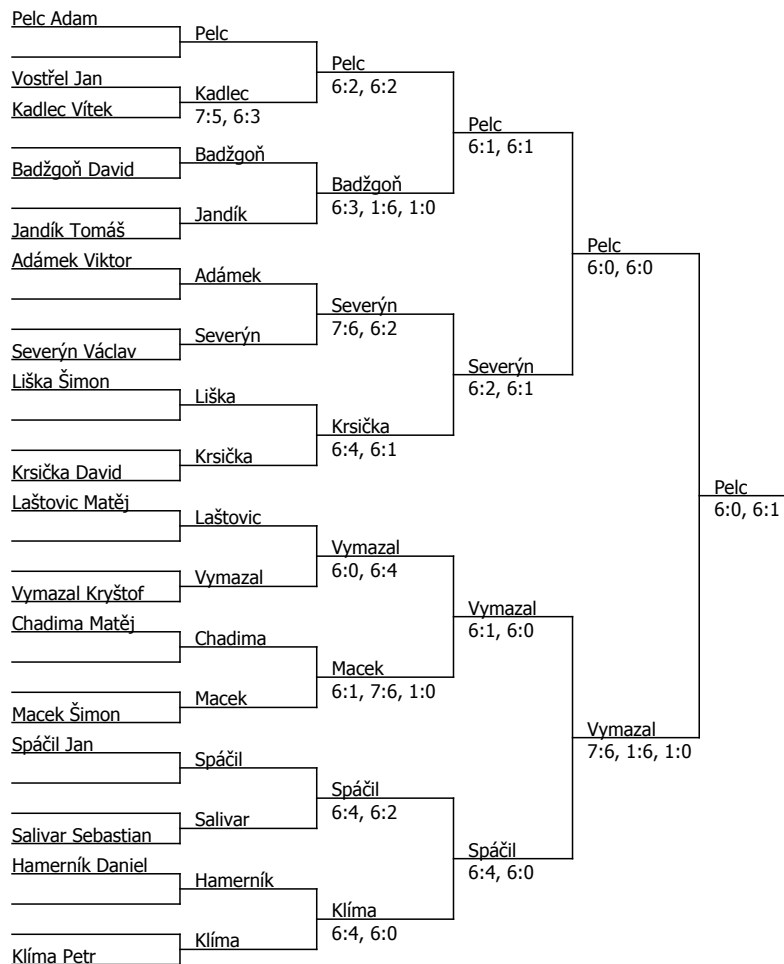 Pelc Adam
Vostřel Jan
Kadlec Vítek
Badžgoň David
Jandík Tomáš
Adámek Viktor
Severýn Václav
Liška Šimon
Krsička David
Laštovic Matěj
Vymazal Kryštof
Chadima Matěj
Macek Šimon
Spáčil Jan
Salivar Sebastian
Hamerník Daniel
Klíma Petr
Pelc
Kadlec
7:5, 6:3
Badžgoň
Jandík
Adámek
Severýn
Liška
Krsička
Laštovic
Vymazal
Chadima
Macek
Spáčil
Salivar
Hamerník
Klíma
Pelc
6:2, 6:2
Badžgoň
6:3, 1:6, 1:0
Severýn
7:6, 6:2
Krsička
6:4, 6:1
Vymazal
6:0, 6:4
Macek
6:1, 7:6, 1:0
Spáčil
6:4, 6:2
Klíma
6:4, 6:0
Pelc
6:1, 6:1
Severýn
6:2, 6:1
Vymazal
6:1, 6:0
Spáčil
6:4, 6:0
Pelc
6:0, 6:0
Vymazal
7:6, 1:6, 1:0
Pelc
6:0, 6:1